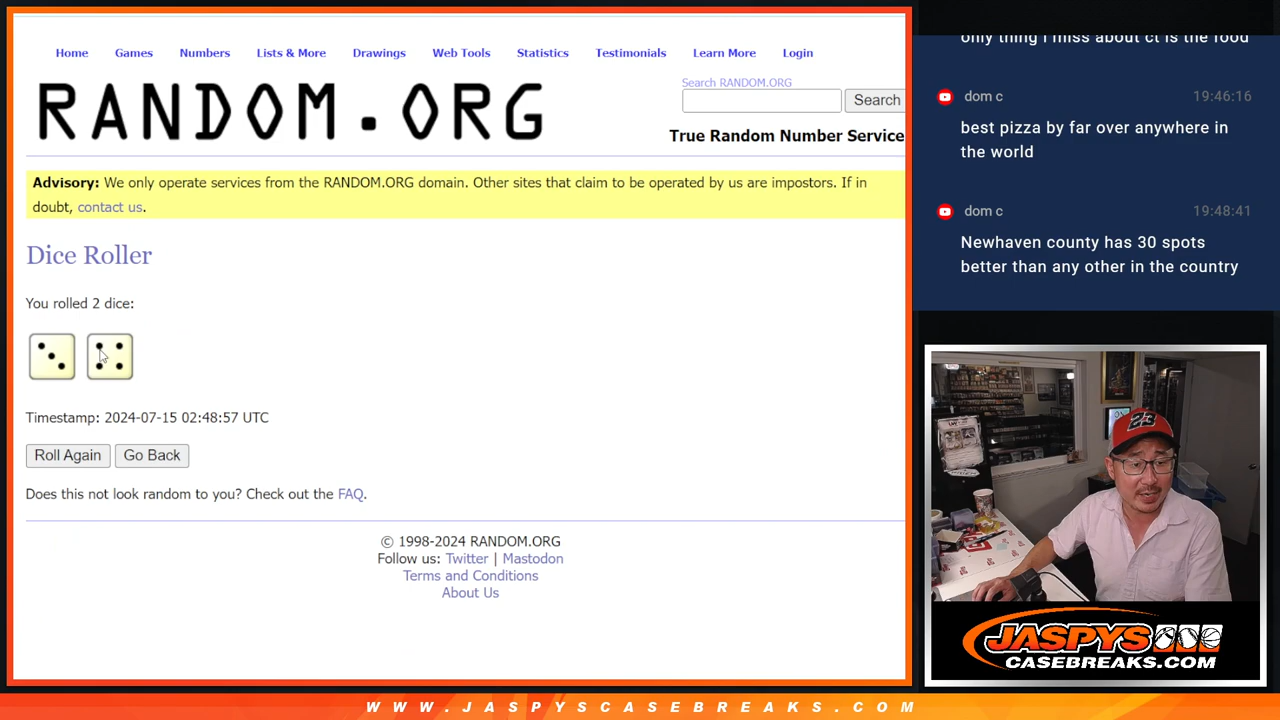 Home Games Numbers Lists & More Drawings Web Tools Statistics Testimonials Learn More Login
RANDOM.ORG
Search RANDOM.ORG
Search
True Random Number Service
Advisory: We only operate services from the RANDOM.ORG domain. Other sites that claim to be operated by us are impostors. If in
doubt, contact us.
Dice Roller
You rolled 2 dice:
Timestamp: 2024-07-15 02:48:57 UTC
Roll Again Go Back
Does this not look random to you? Check out the FAQ.
© 1998-2024 RANDOM.ORG
Follow us: Twitter | Mastodon
Terms and Conditions
About Us
only thing i miss about ct is the food
dom c 19:46:16
best pizza by far over anywhere in
the world
dom c 19:48:41
Newhaven county has 30 spots
better than any other in the country
23
JASPYS
CASEBREAKS.COM
WWW.JASPYSCASEBREAKS.COM